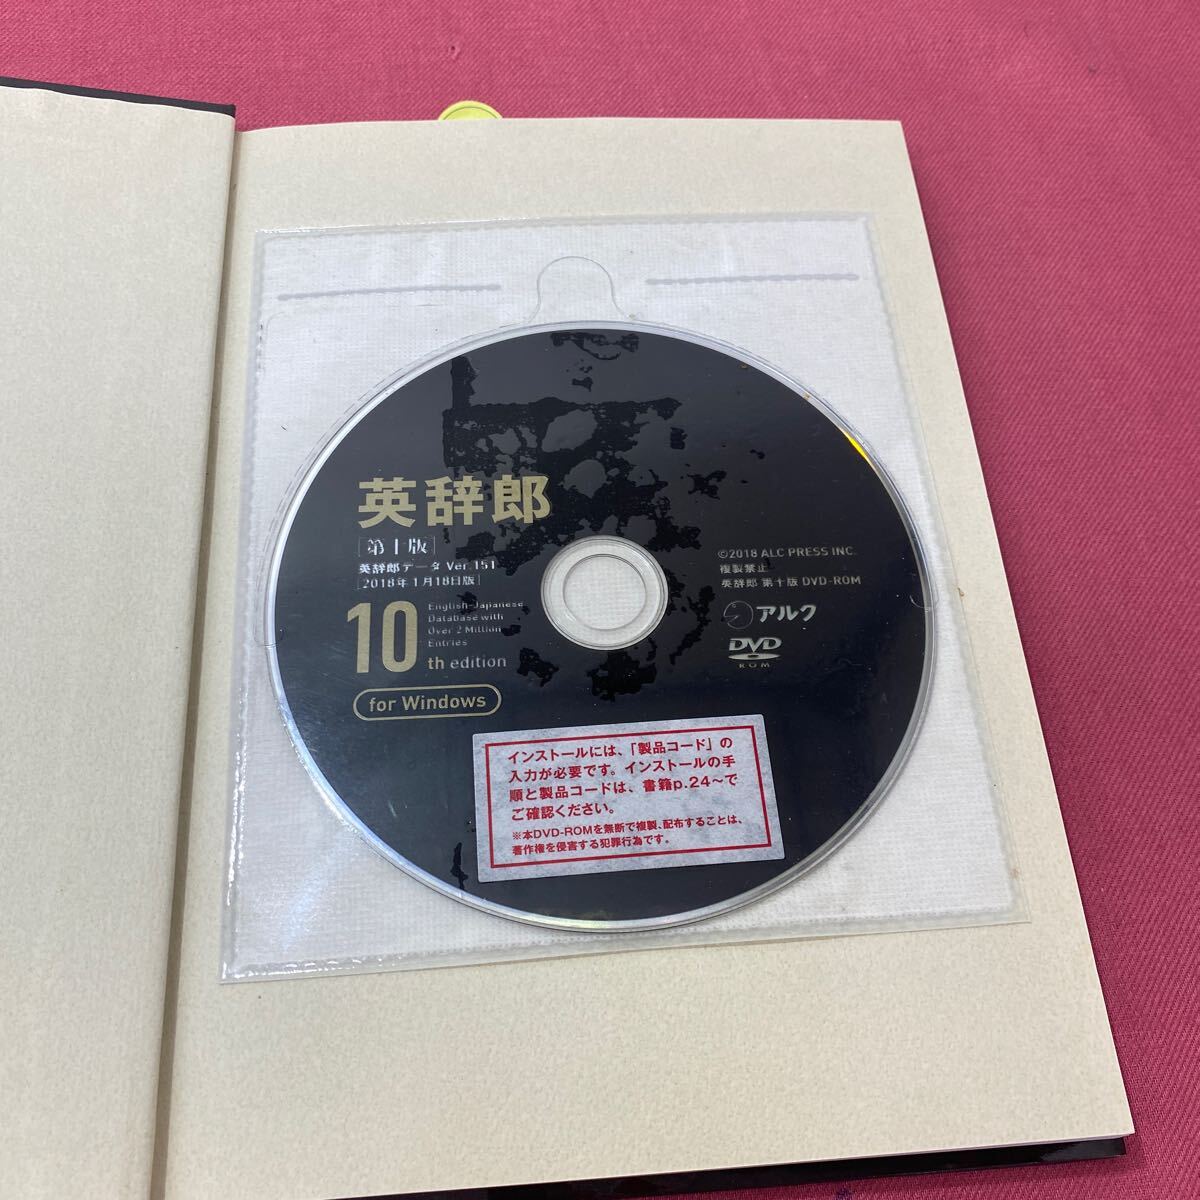 英辞郎
[第十版]
英辞郎データ Ver.151
[2018年1月18日版]
10
English-Japanese
Database with
Over 2 Million
Entries
th edition
for Windows
©2018 ALC PRESS INC.
複製禁止
英辞郎 第十版 DVD-ROM
アルク
DVD
ROM
インストールには、「製品コード」の
入力が必要です。インストールの手
順と製品コードは、書籍p.24〜で
ご確認ください。
※本DVD-ROMを無断で複製、配布することは、
著作権を侵害する犯罪行為です。